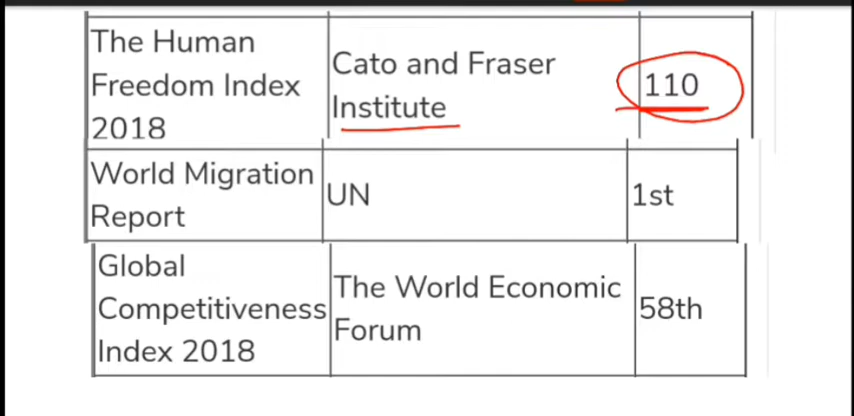 The Human
Freedom Index
2018
Cato and Fraser
Institute
110
World Migration
Report
UN
1st
Global
Competitiveness
Index 2018
The World Economic
Forum
58th